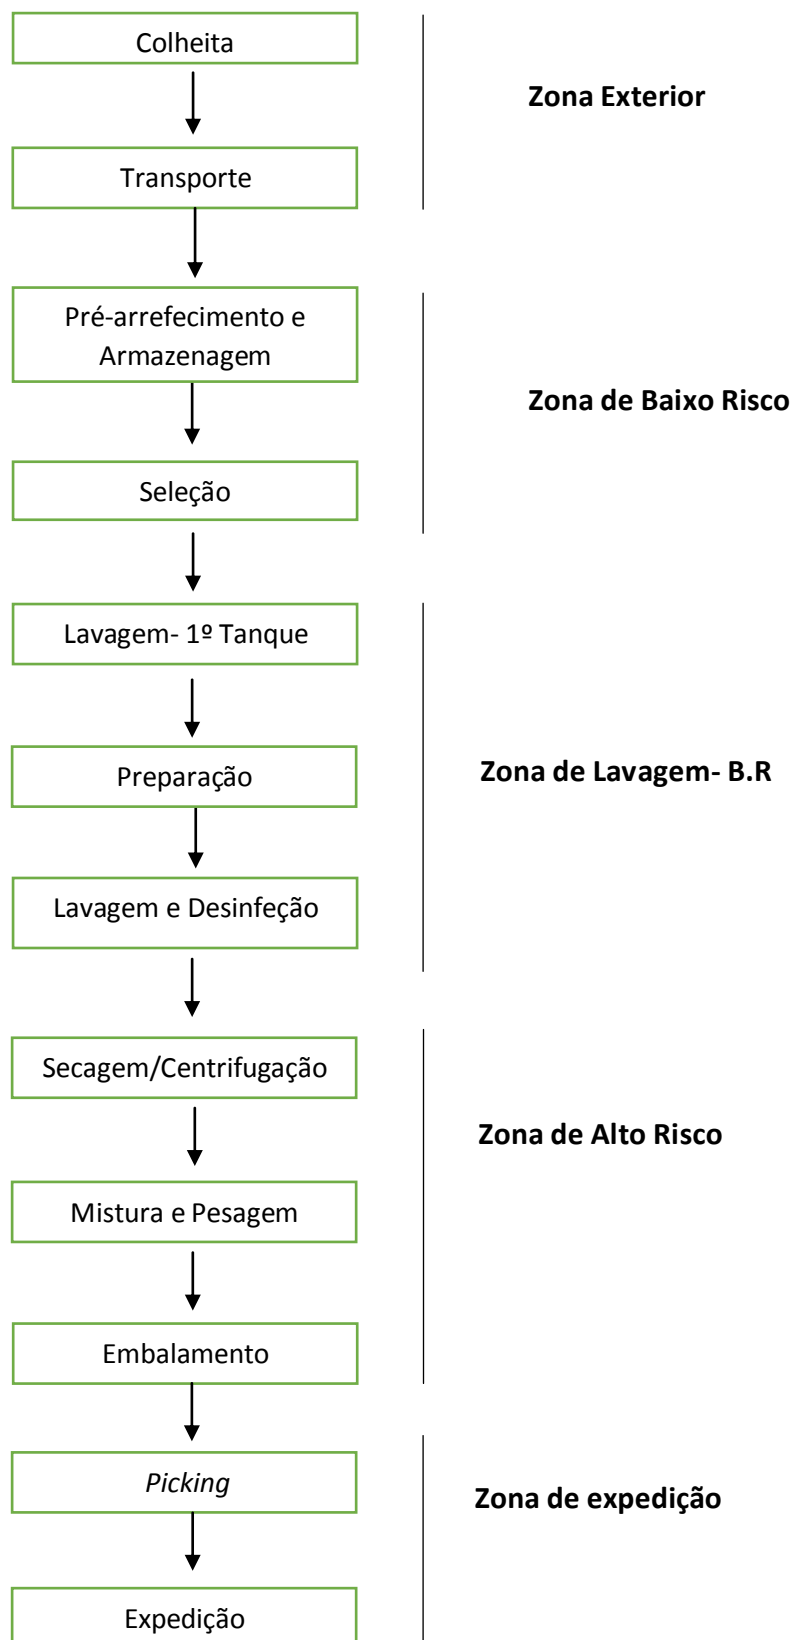 Colheita
Zona Exterior
Transporte
Pré-arrefecimento e
Armazenagem
Zona de Baixo Risco
Seleção
Lavagem- 1º Tanque
Preparação
Zona de Lavagem- B.R
Lavagem e Desinfeção
Secagem/Centrifugação
Zona de Alto Risco
Mistura e Pesagem
Embalamento
Picking
Zona de expedição
Expedição